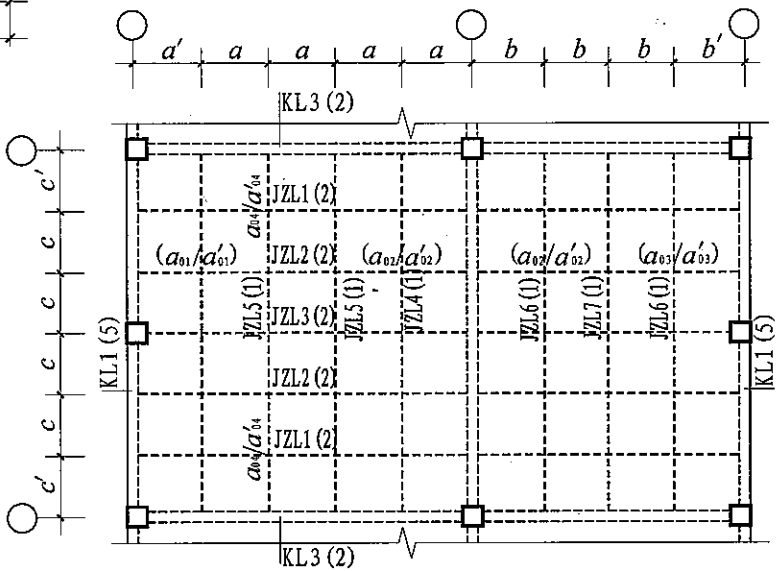 a' a a a a b b b'
KL3 (2)
c' c c c c c'
a₀₄/a'₀₄
JZL1 (2)
(a₀₁/a'₀₁) JZL2 (2) (a₀₂/a'₀₂) (a₀₂/a'₀₂) (a₀₃/a'₀₃)
JZL5 (1) JZL3 (2) JZL5 (1) JZL4 (1) JZL6 (1) JZL7 (1) JZL6 (1)
KL1 (5) KL1 (5)
JZL2 (2)
a₀₄/a'₀₄
JZL1 (2)
KL3 (2)